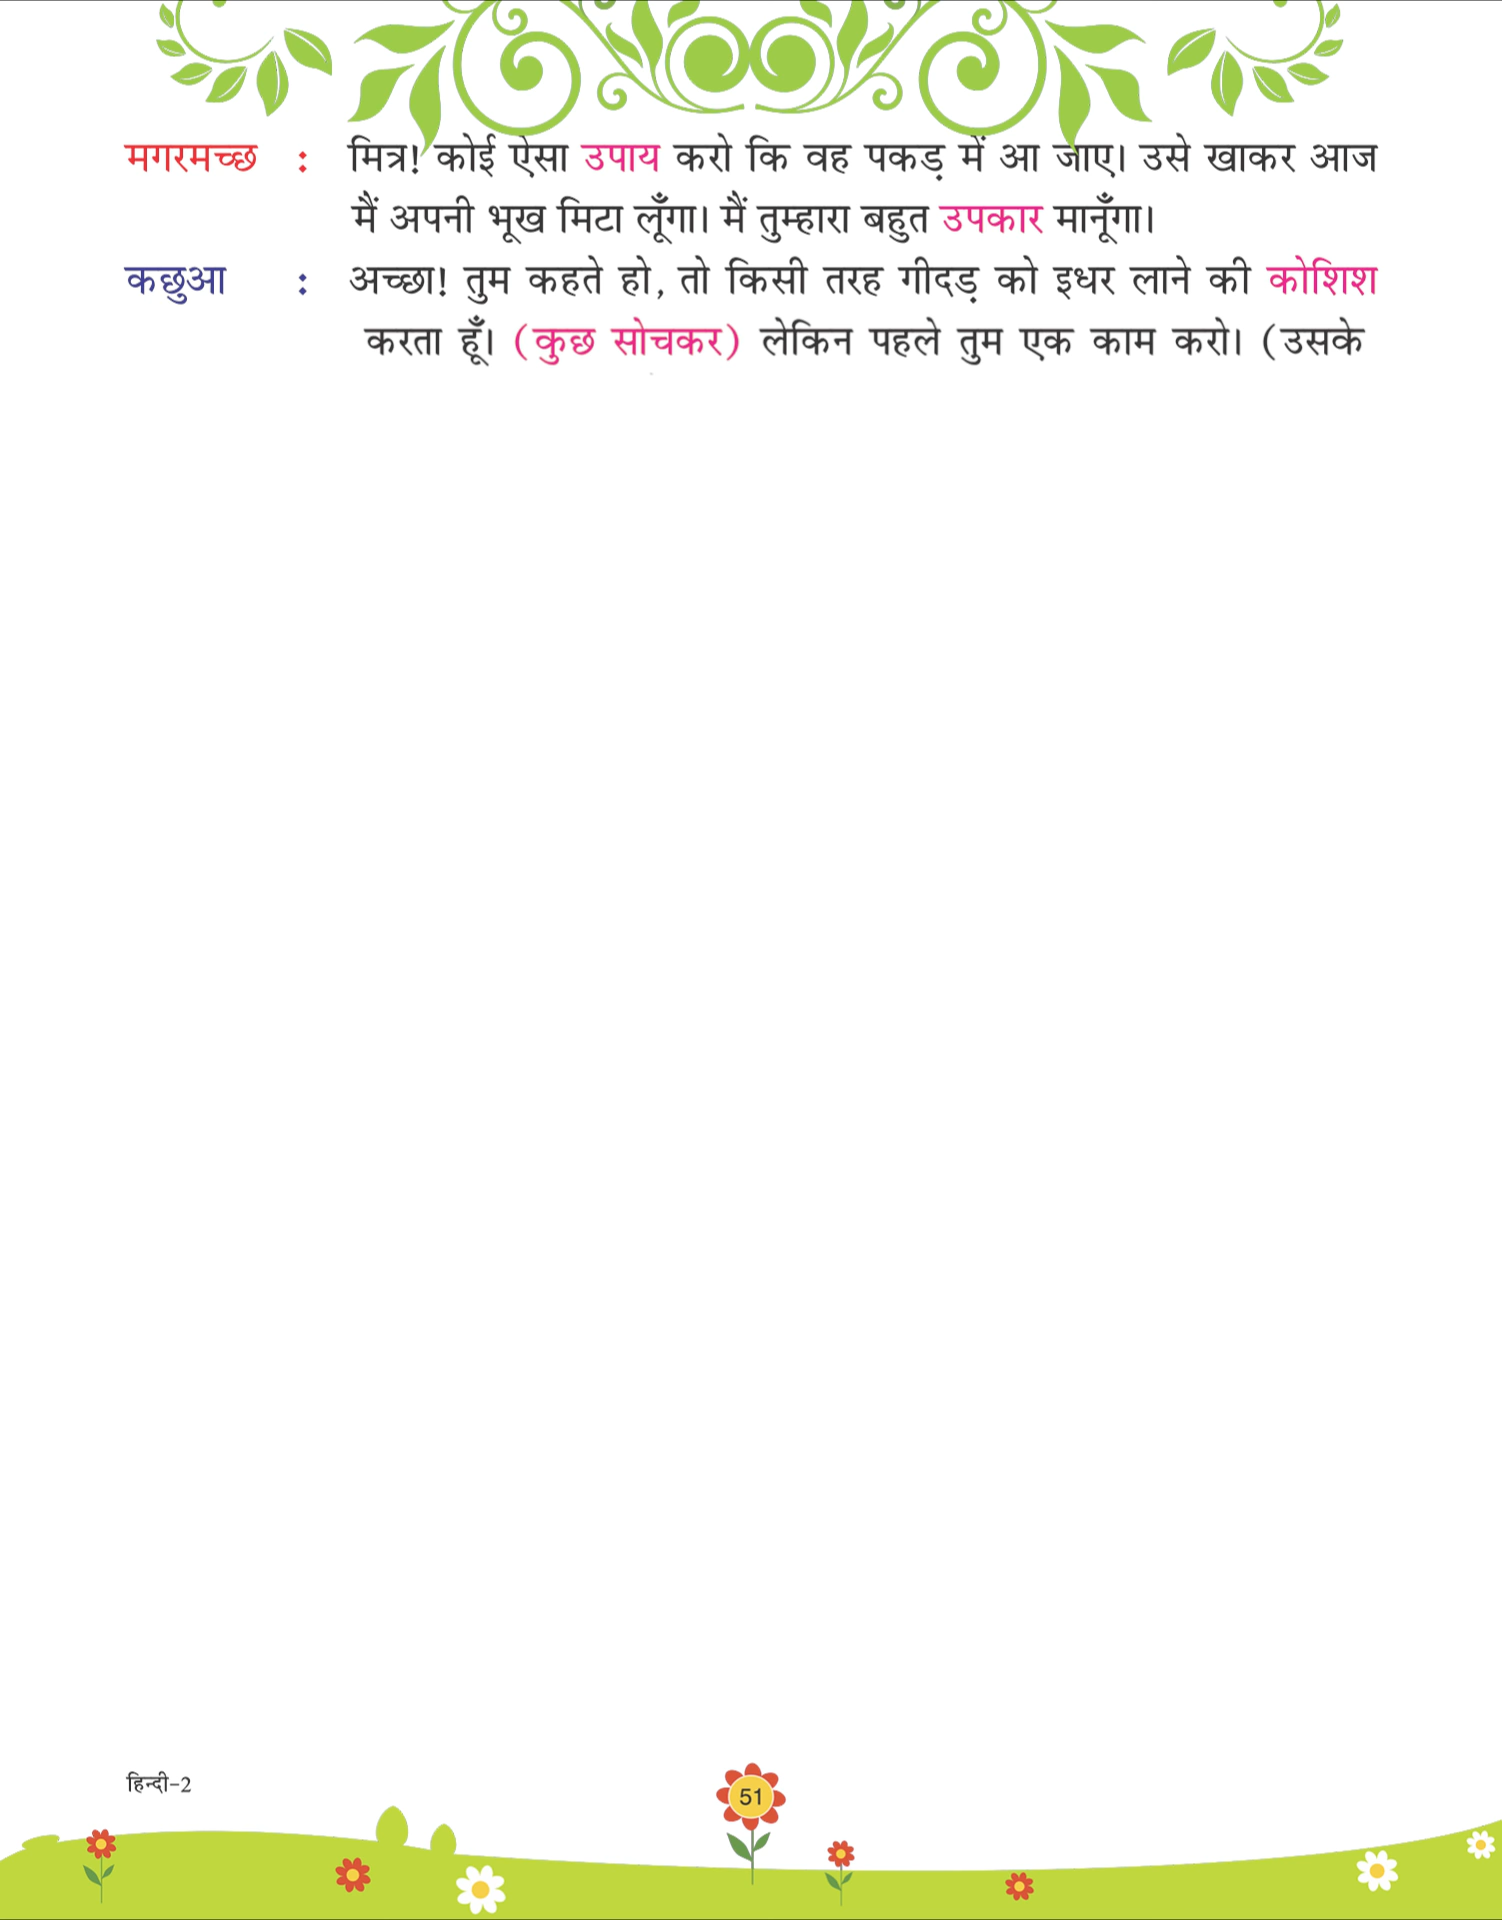 मगरमच्छ : मित्र! कोई ऐसा उपाय करो कि वह पकड़ में आ जाए। उसे खाकर आज
मैं अपनी भूख मिटा लूँगा। मैं तुम्हारा बहुत उपकार मानूँगा।
कछुआ : अच्छा! तुम कहते हो, तो किसी तरह गीदड़ को इधर लाने की कोशिश
करता हूँ। (कुछ सोचकर) लेकिन पहले तुम एक काम करो। (उसके
हिन्दी-2
51